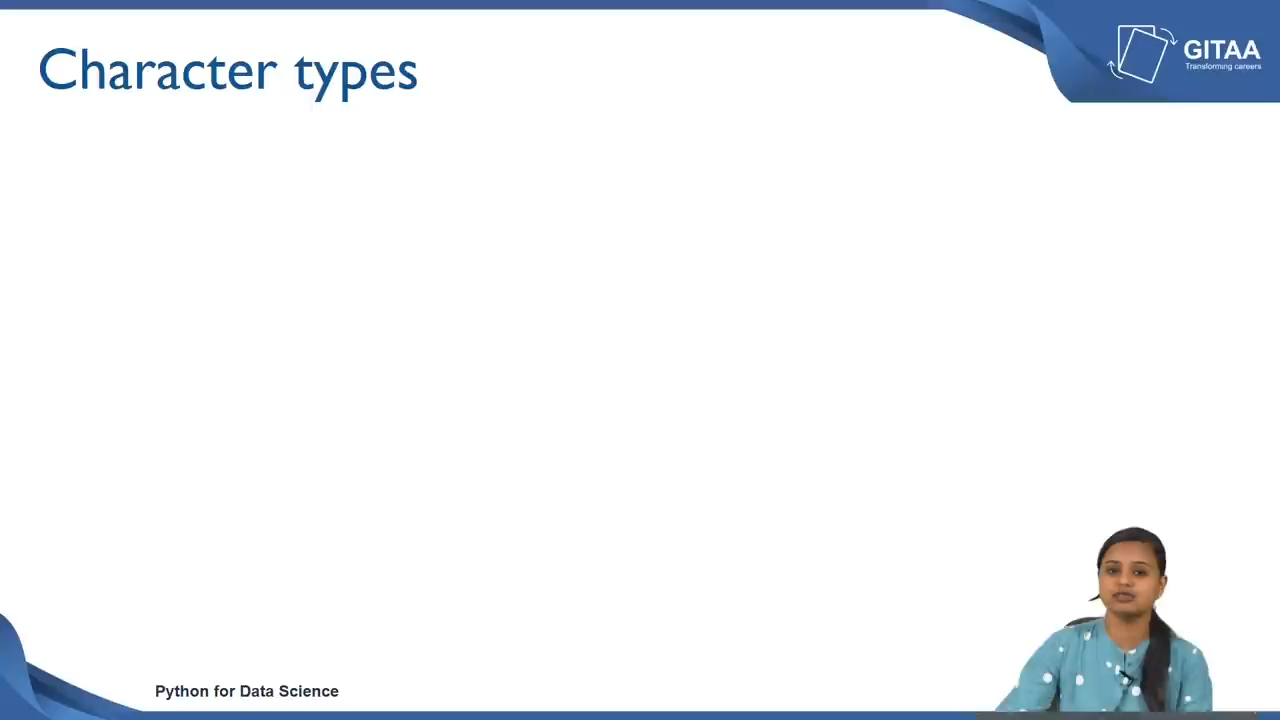 Character types
GITAA
Transforming careers
Python for Data Science